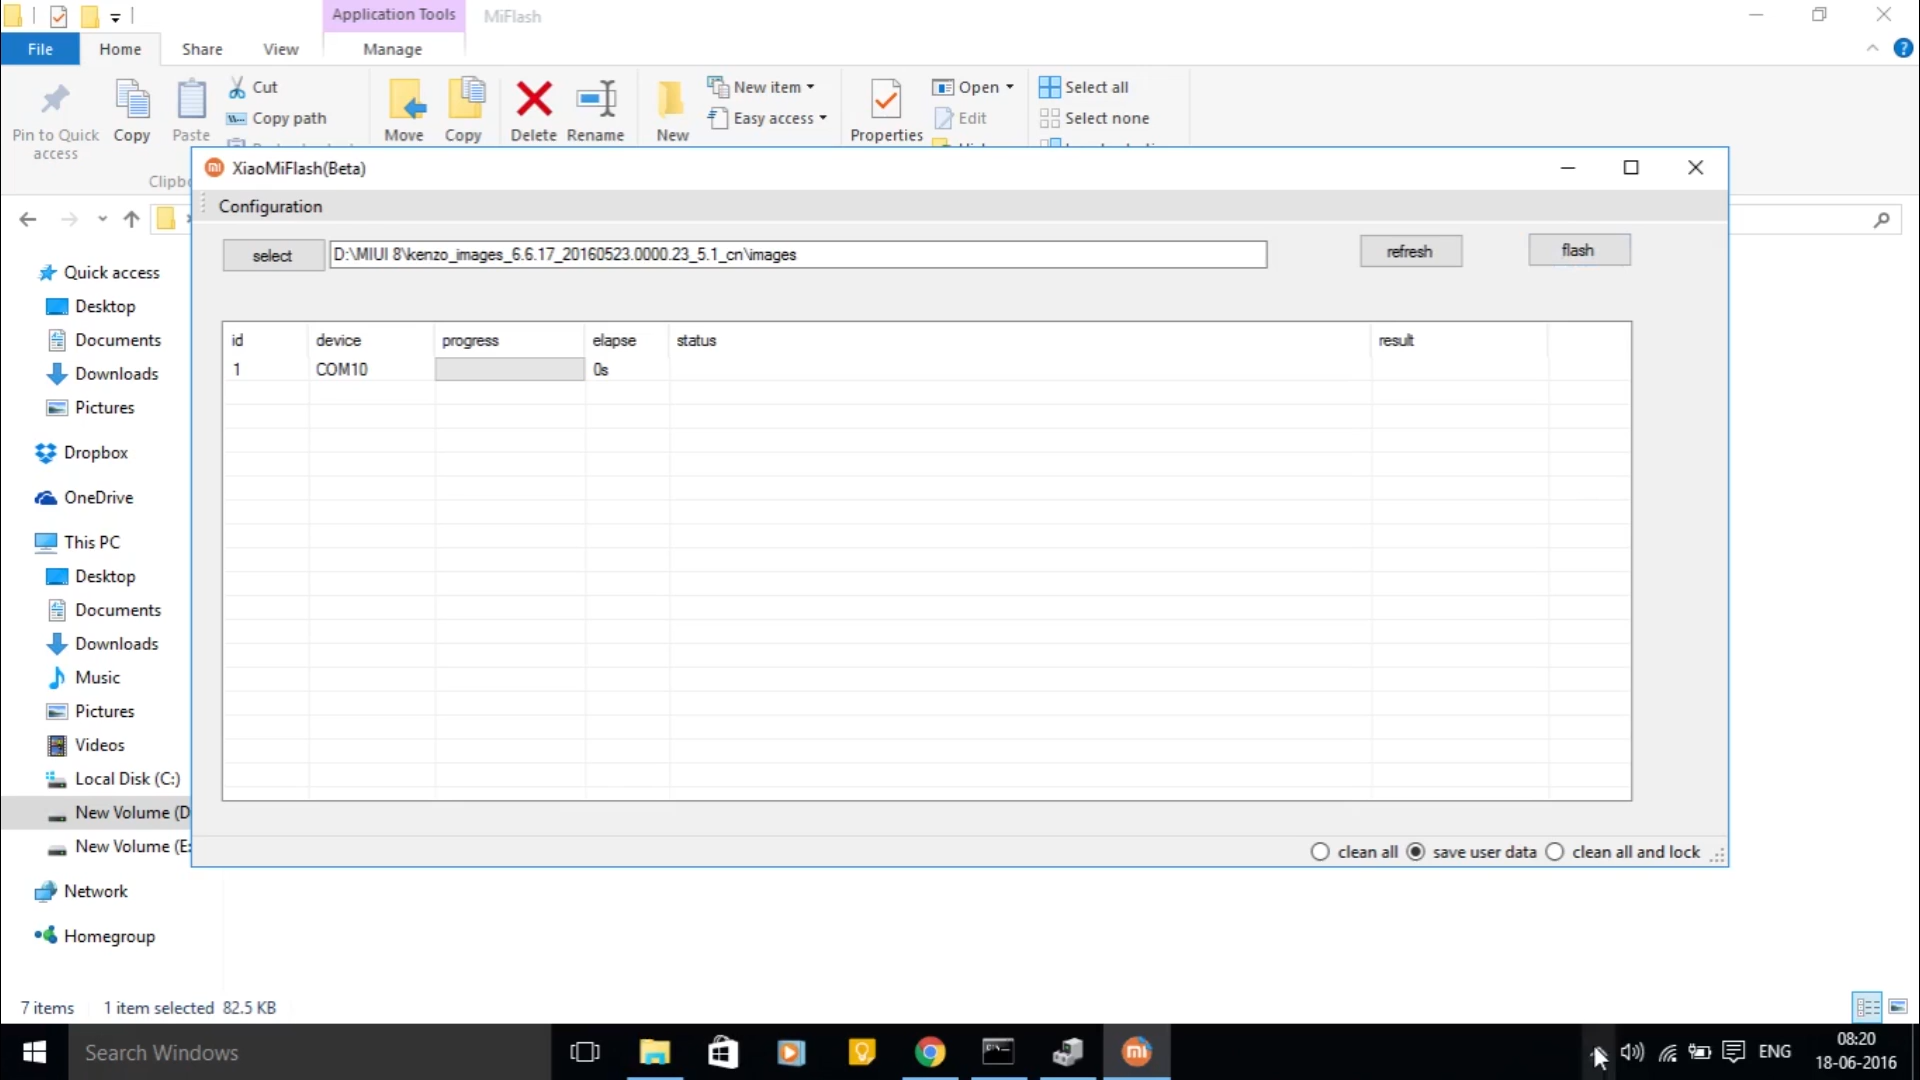 Application Tools
MiFlash
File
Home
Share
View
Manage
Pin to Quick
access
Copy
Paste
Cut
Copy path
Move
Copy
Delete
Rename
New
New item
Easy access
Properties
Open
Edit
Select all
Select none
XiaoMiFlash(Beta)
Configuration
select
D:\MIUI 8\kenzo_images_6.6.17_20160523.0000.23_5.1_cn\images
refresh
flash
id device progress elapse status result
1 COM10 0s
clean all
save user data
clean all and lock
Quick access
Desktop
Documents
Downloads
Pictures
Dropbox
OneDrive
This PC
Desktop
Documents
Downloads
Music
Pictures
Videos
Local Disk (C:)
New Volume (D
New Volume (E:
Network
Homegroup
7 items 1 item selected 82.5 KB
Search Windows
ENG
08:20
18-06-2016